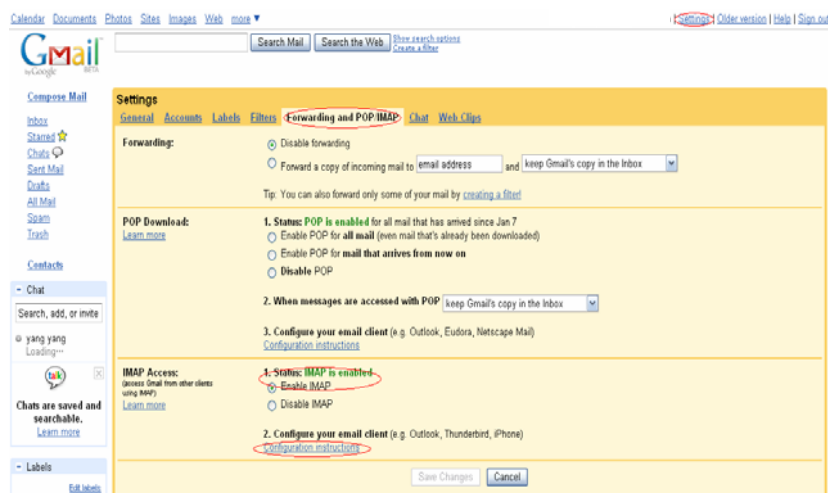 Calendar Documents Photos Sites Images Web more ▼
Settings | Older version | Help | Sign out
Gmail
by Google BETA
Search Mail Search the Web Show search options
Create a filter
Compose Mail
Inbox
Starred
Chats
Sent Mail
Drafts
All Mail
Spam
Trash
Contacts
- Chat
Search, add, or invite
yang yang
Loading...
talk
Chats are saved and
searchable.
Learn more
- Labels
Edit labels
Settings
General Accounts Labels Filters Forwarding and POP/IMAP Chat Web Clips
Forwarding:
Disable forwarding
Forward a copy of incoming mail to email address and keep Gmail's copy in the Inbox
Tip: You can also forward only some of your mail by creating a filter!
POP Download:
Learn more
1. Status: POP is enabled for all mail that has arrived since Jan 7
Enable POP for all mail (even mail that's already been downloaded)
Enable POP for mail that arrives from now on
Disable POP
2. When messages are accessed with POP keep Gmail's copy in the Inbox
3. Configure your email client (e.g. Outlook, Eudora, Netscape Mail)
Configuration instructions
IMAP Access:
(access Gmail from other clients
using IMAP)
Learn more
1. Status: IMAP is enabled
Enable IMAP
Disable IMAP
2. Configure your email client (e.g. Outlook, Thunderbird, iPhone)
Configuration instructions
Save Changes Cancel